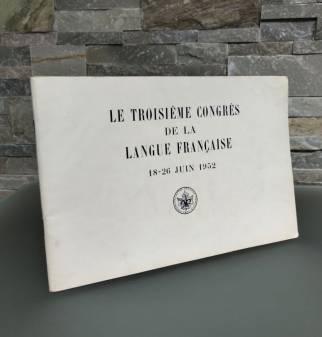 LE TROISIÈME CONGRÈS
DE LA
LANGUE FRANÇAISE
18-26 JUIN 1952